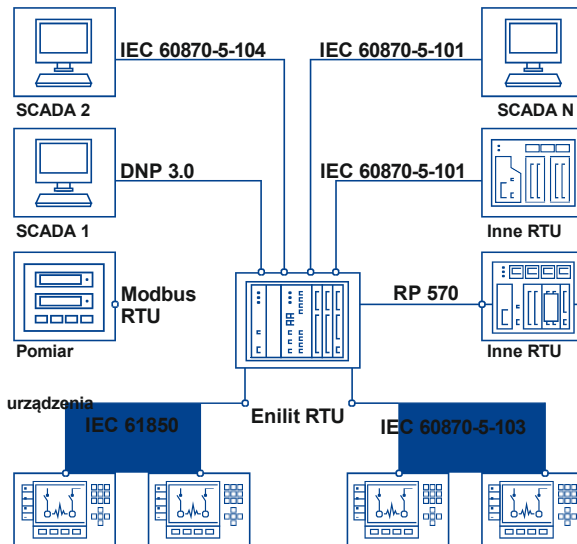 IEC 60870-5-104
IEC 60870-5-101
SCADA 2
SCADA N
DNP 3.0
IEC 60870-5-101
SCADA 1
Inne RTU
Modbus
RTU
RP 570
Pomiar
Inne RTU
urządzenia
IEC 61850
Enilit RTU
IEC 60870-5-103